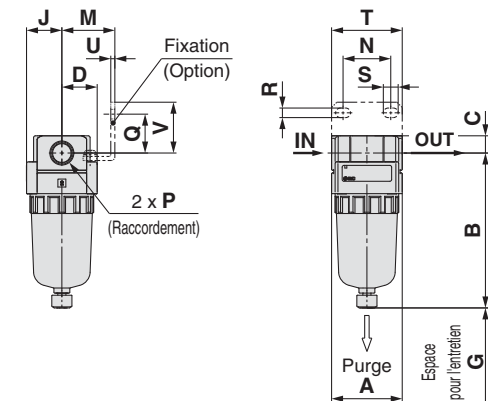 J M
U
D
Fixation
(Option)
Q
V
2 x P
(Raccordement)
T
N
S
R
C
IN
OUT
B
Purge
A
Espace
pour l'entretien
G